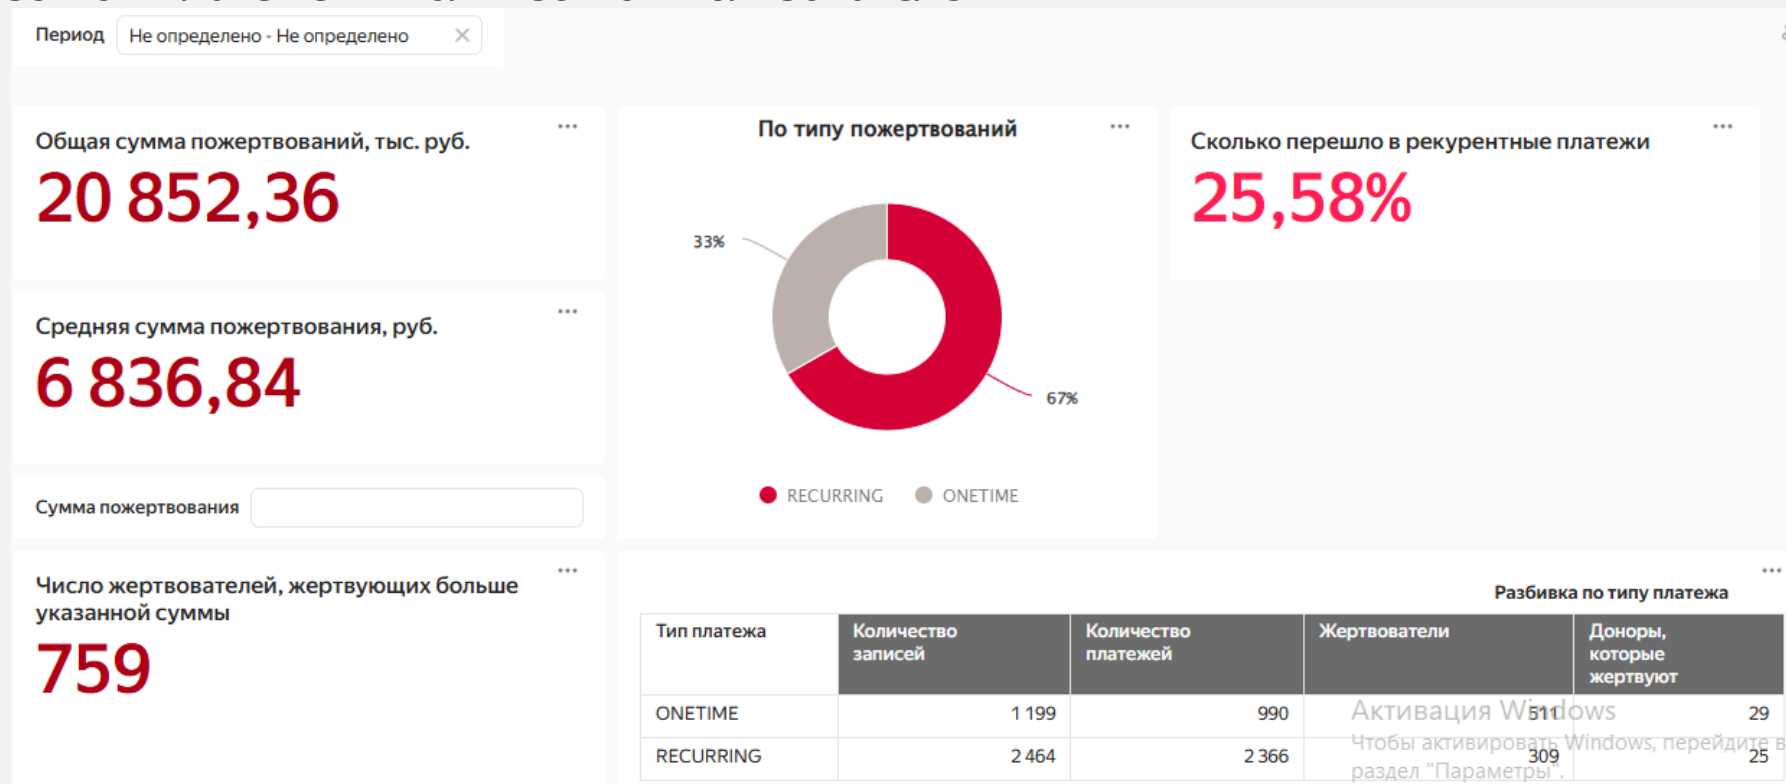 Период Не определено - Не определено
Общая сумма пожертвований, тыс. руб.
20 852,36
Средняя сумма пожертвования, руб.
6 836,84
Сумма пожертвования
Число жертвователей, жертвующих больше
указанной суммы
759
По типу пожертвований
33%
67%
RECURRING ONETIME
Сколько перешло в рекурентные платежи
25,58%
Разбивка по типу платежа
Тип платежа Количество записей Количество платежей Жертвователи Доноры, которые жертвуют
ONETIME 1 199 990 511 29
RECURRING 2 464 2 366 309 25
Активация Windows
Чтобы активировать Windows, перейдите в
раздел "Параметры".